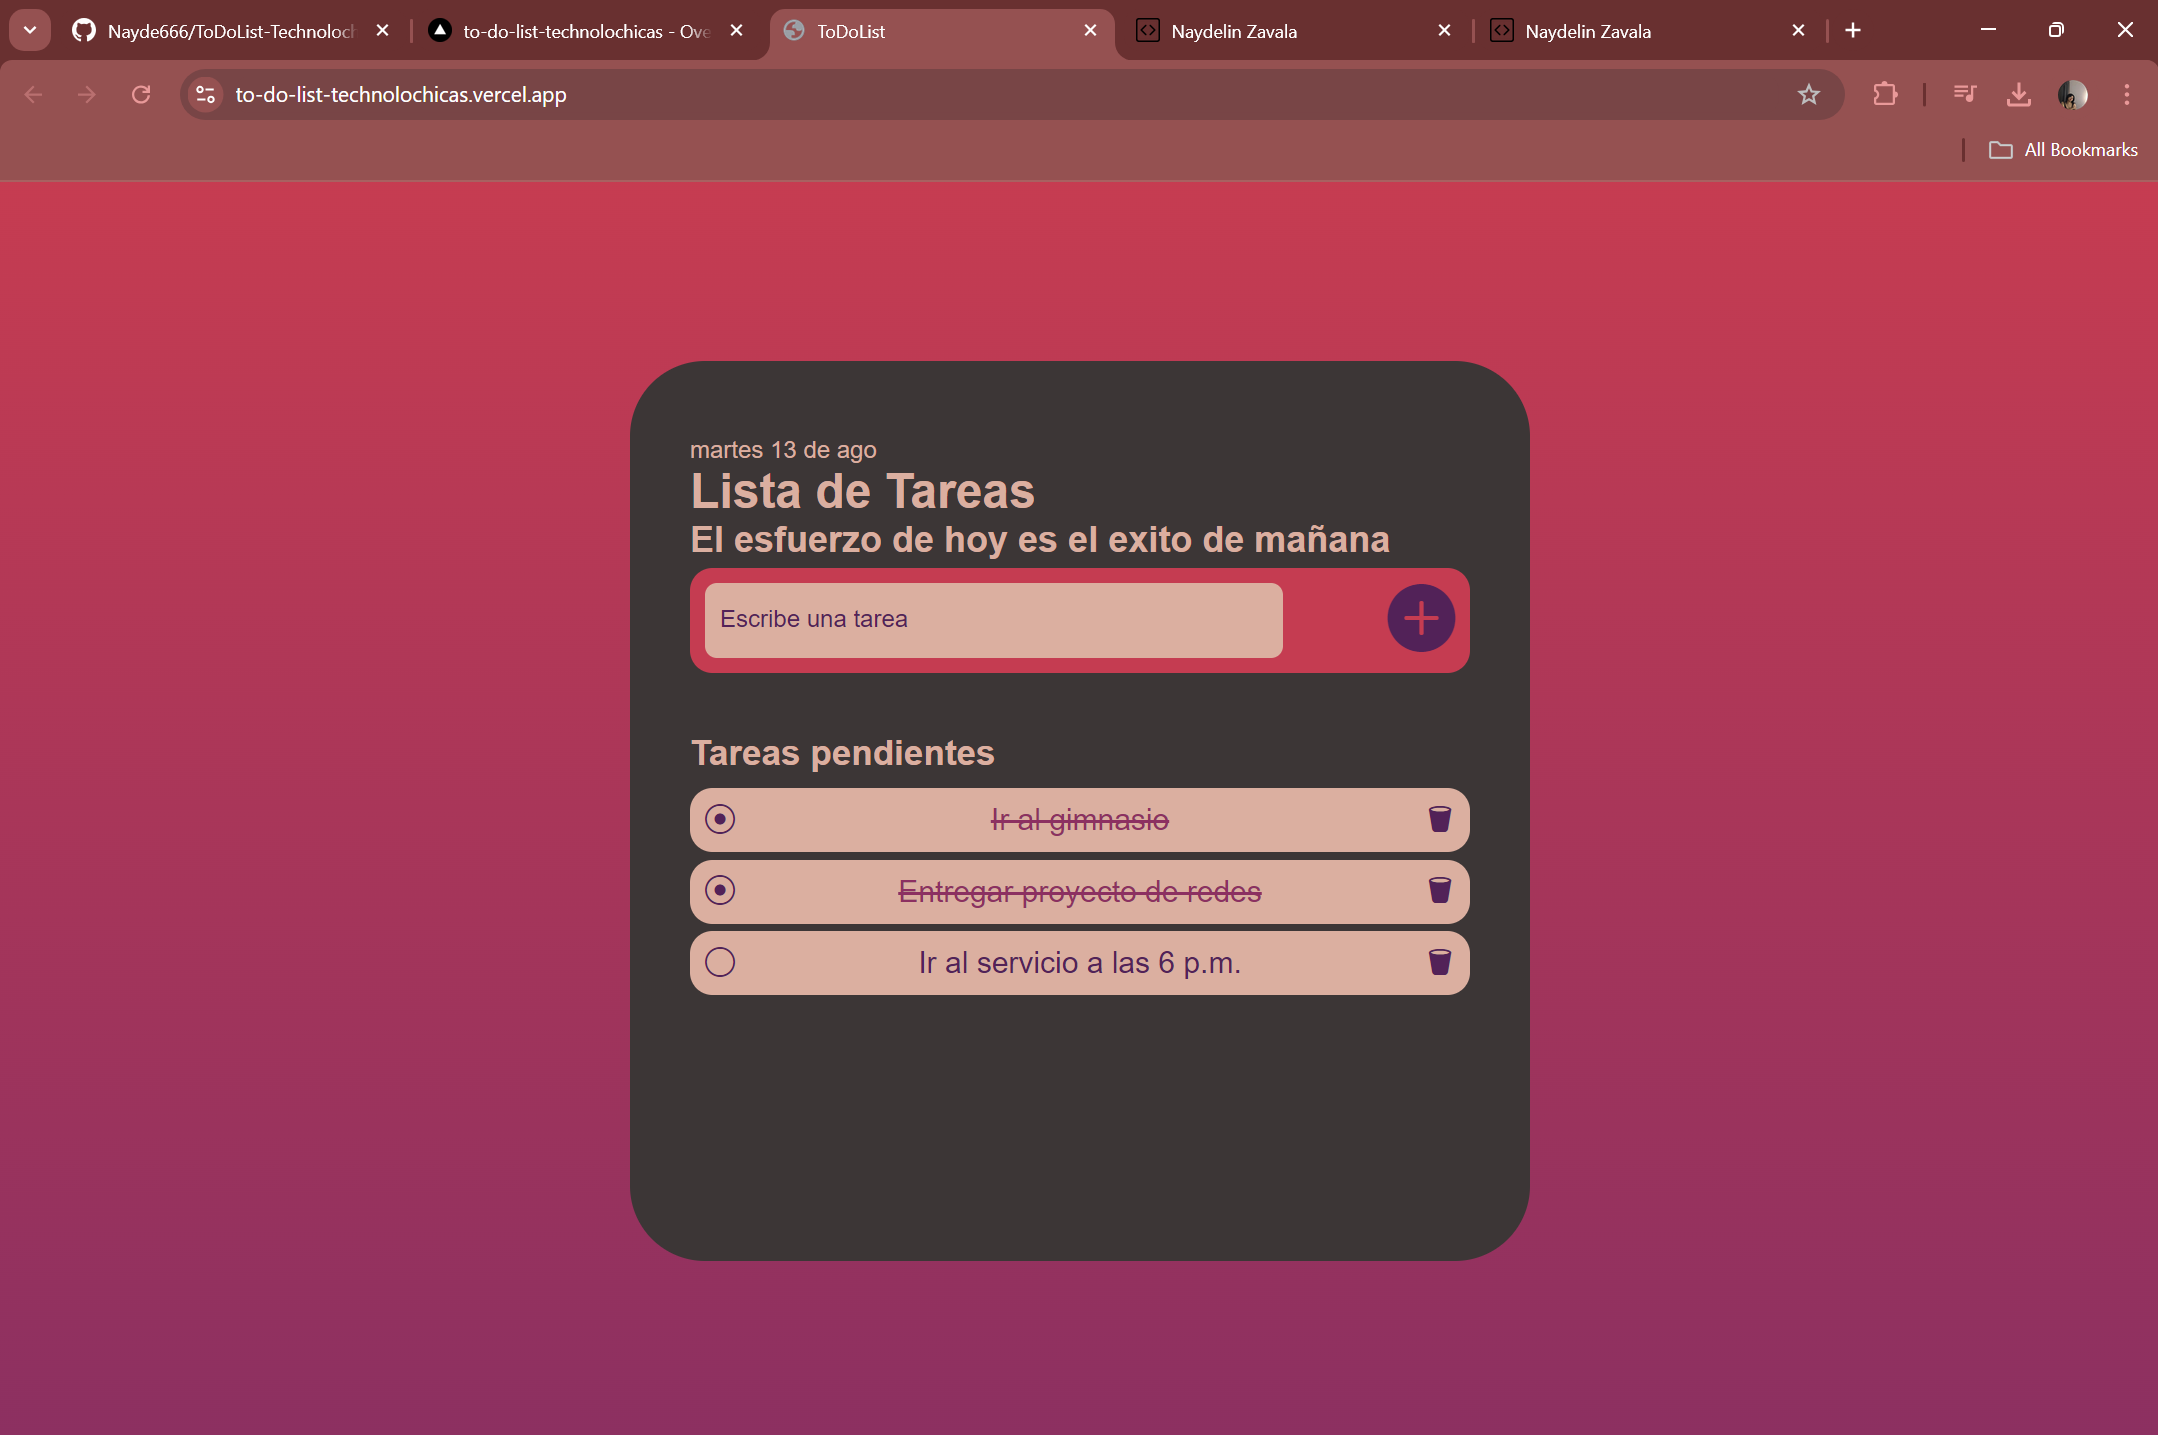 Nayde666/ToDoList-Technoloch
to-do-list-technolochicas - Ove
ToDoList
Naydelin Zavala
Naydelin Zavala
to-do-list-technolochicas.vercel.app
All Bookmarks
martes 13 de ago
Lista de Tareas
El esfuerzo de hoy es el exito de mañana
Escribe una tarea
Tareas pendientes
Ir al gimnasio
Entregar proyecto de redes
Ir al servicio a las 6 p.m.